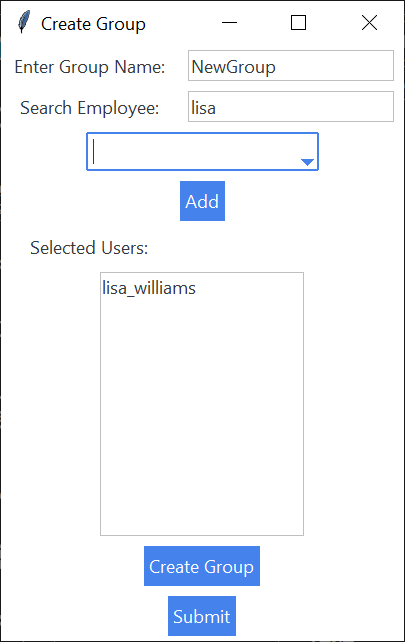 Create Group
Enter Group Name: NewGroup
Search Employee: lisa
Add
Selected Users:
lisa_williams
Create Group
Submit